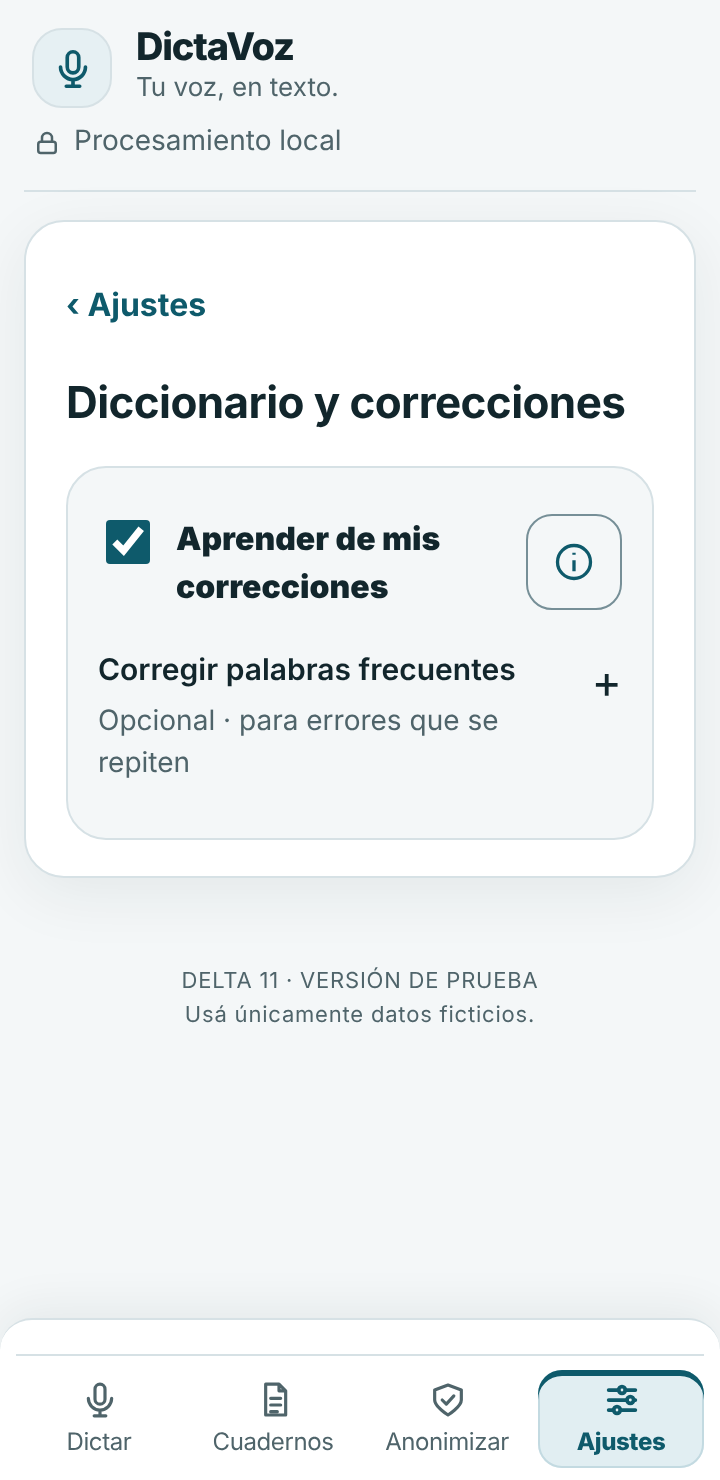 DictaVoz
Tu voz, en texto.
Procesamiento local
‹ Ajustes
Diccionario y correcciones
Aprender de mis
correcciones
Corregir palabras frecuentes
+
Opcional · para errores que se
repiten
DELTA 11 · VERSIÓN DE PRUEBA
Usá únicamente datos ficticios.
Dictar
Cuadernos
Anonimizar
Ajustes